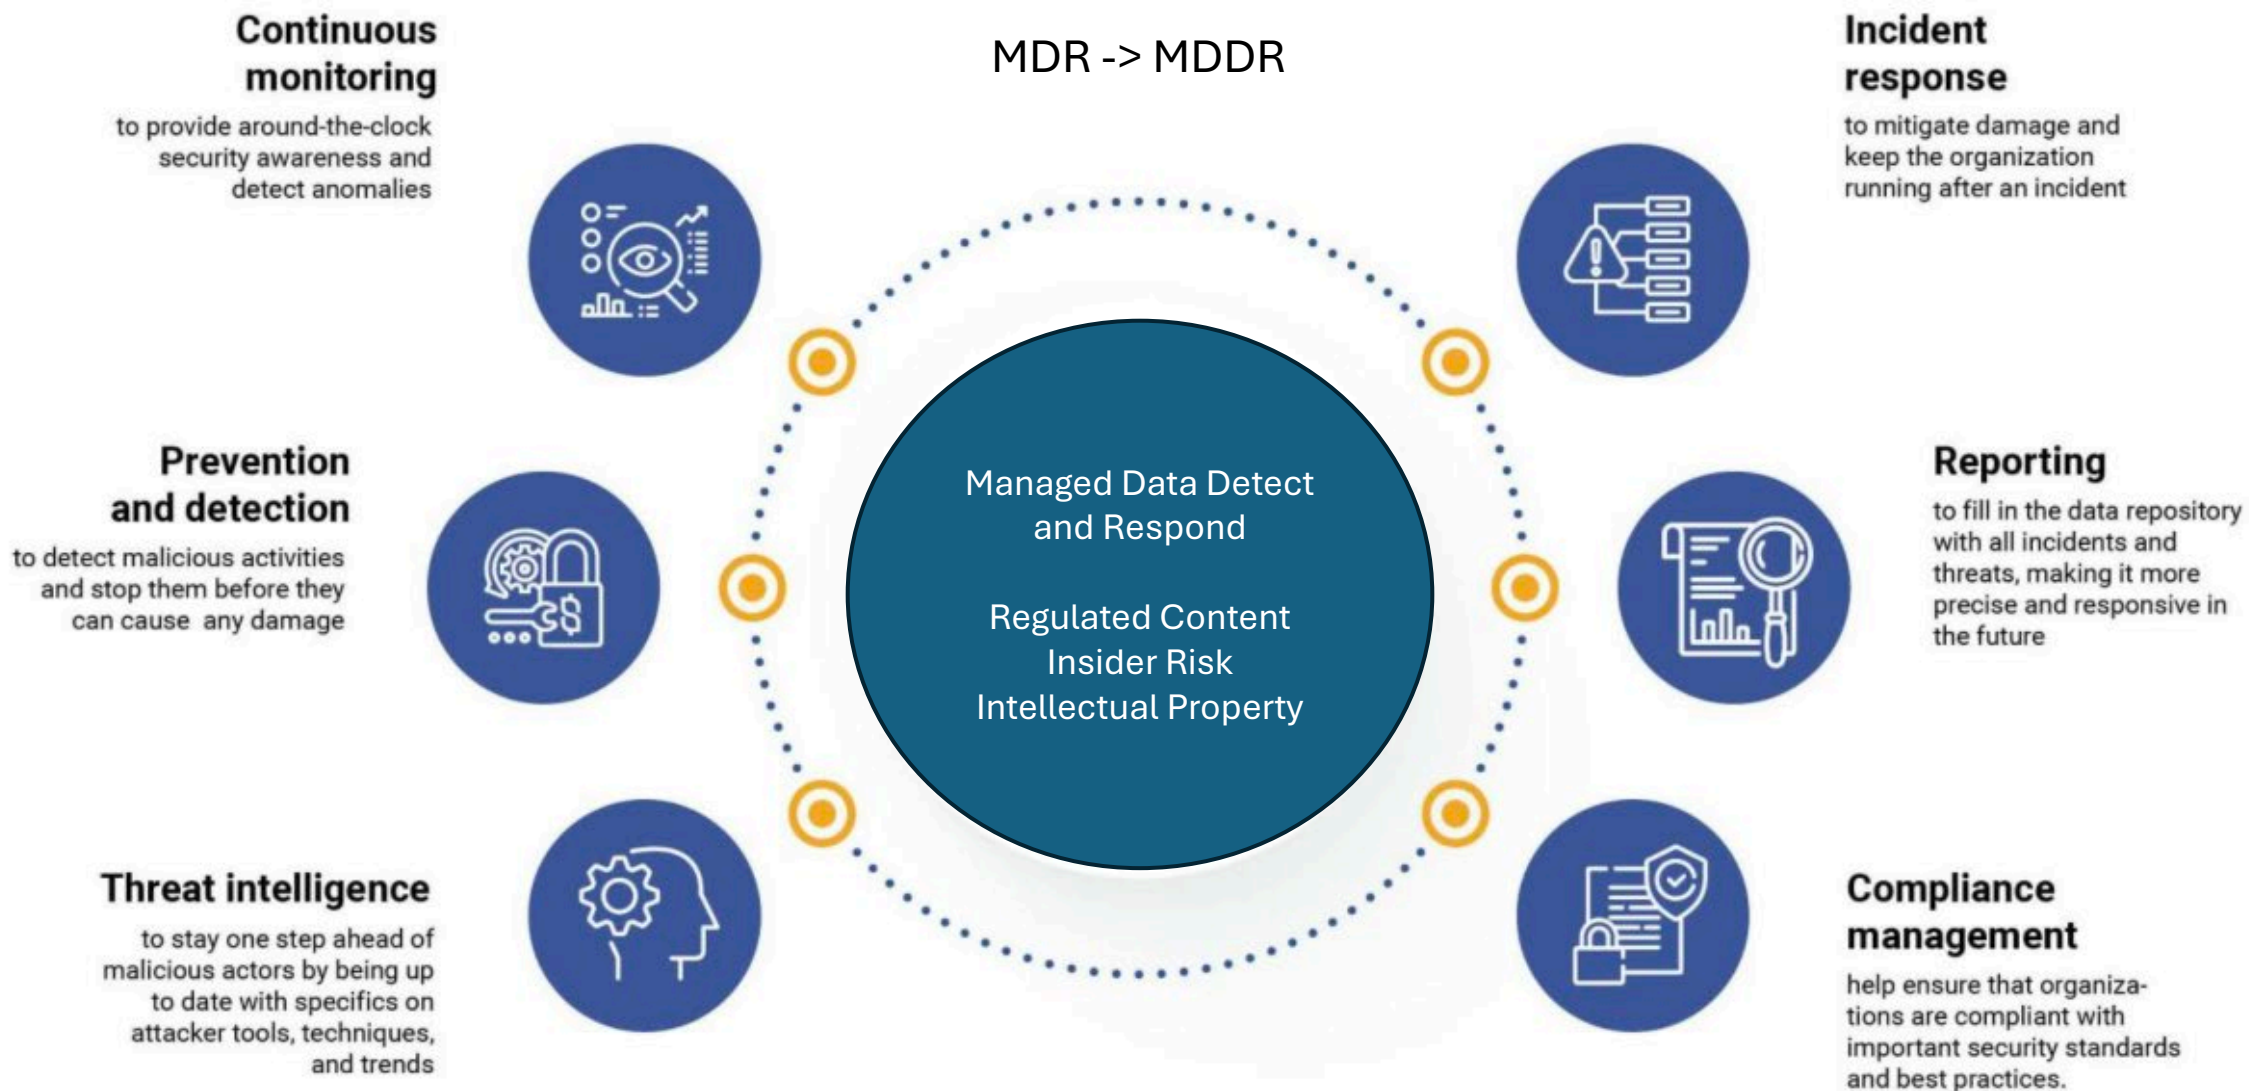 MDR -> MDDR
Continuous
monitoring
to provide around-the-clock
security awareness and
detect anomalies
Prevention
and detection
to detect malicious activities
and stop them before they
can cause any damage
Threat intelligence
to stay one step ahead of
malicious actors by being up
to date with specifics on
attacker tools, techniques,
and trends
Managed Data Detect
and Respond
Regulated Content
Insider Risk
Intellectual Property
Incident
response
to mitigate damage and
keep the organization
running after an incident
Reporting
to fill in the data repository
with all incidents and
threats, making it more
precise and responsive in
the future
Compliance
management
help ensure that organiza-
tions are compliant with
important security standards
and best practices.